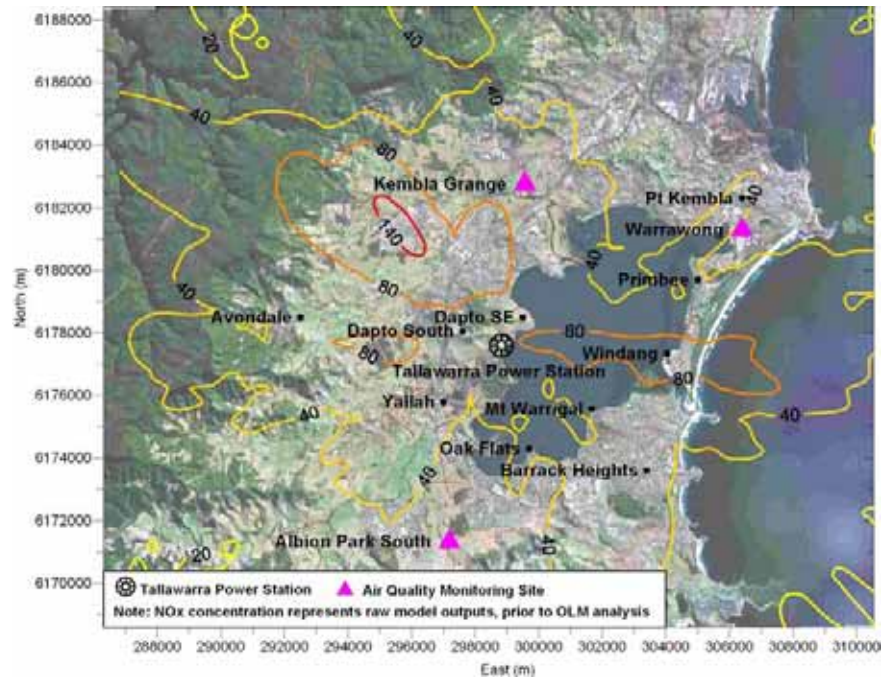 6188000
6186000
6184000
6182000
6180000
6178000
6176000
6174000
6172000
6170000
North (m)
20
40
40
40
80
Kembla Grange
140
Pt Kembla
40
Warrawong
40
40
80
Primbee
Avondale
Dapto SE
Dapto South
80
80
Windang
Tallawarra Power Station
80
Yallah
Mt Warrigal
40
40
Oak Flats
40
Barrack Heights
Albion Park South
40
20
Tallawarra Power Station
Air Quality Monitoring Site
Note: NOx concentration represents raw model outputs, prior to OLM analysis
288000 290000 292000 294000 296000 298000 300000 302000 304000 306000 308000 310000
East (m)